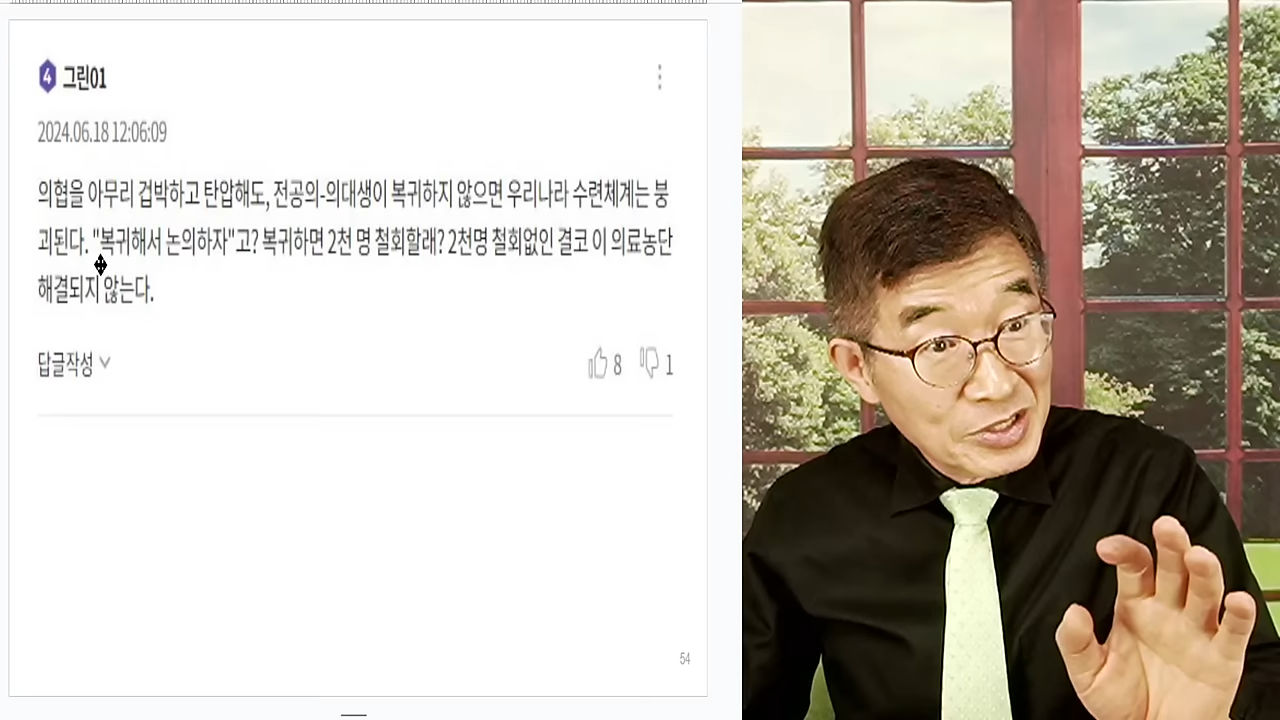 4 그린01
2024.06.18 12:06:09
의협을 아무리 겁박하고 탄압해도, 전공의-의대생이 복귀하지 않으면 우리나라 수련체계는 붕
괴된다. "복귀해서 논의하자"고? 복귀하면 2천 명 철회할래? 2천명 철회없인 결코 이 의료농단
해결되지 않는다.
답글작성
8
1
54